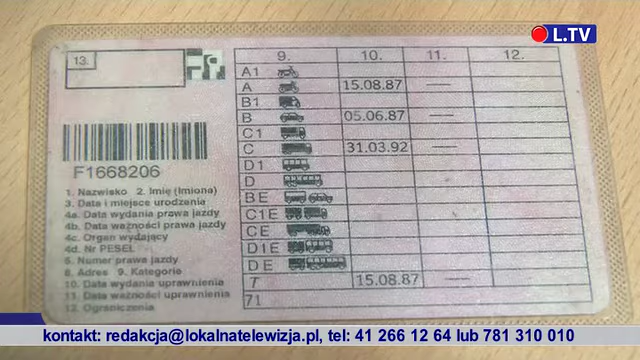 L.TV
13.
9. 10. 11. 12.
A1
A 15.08.87 —
B1
B 05.06.87 —
C1
C 31.03.92 —
D1
D
BE
C1E
CE
D1E
DE
T 15.08.87 —
71
F1668206
1. Nazwisko 2. Imię (Imiona)
3. Data i miejsce urodzenia
4a. Data wydania prawa jazdy
4b. Data ważności prawa jazdy
4c. Organ wydający
4d. Nr PESEL
5. Numer prawa jazdy
8. Adres 9. Kategorie
10. Data wydania uprawnienia
11. Data ważności uprawnienia
12. Ograniczenia
kontakt: redakcja@lokalnatelewizja.pl, tel: 41 266 12 64 lub 781 310 010